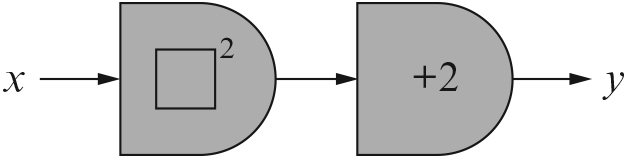 x □² +2 y